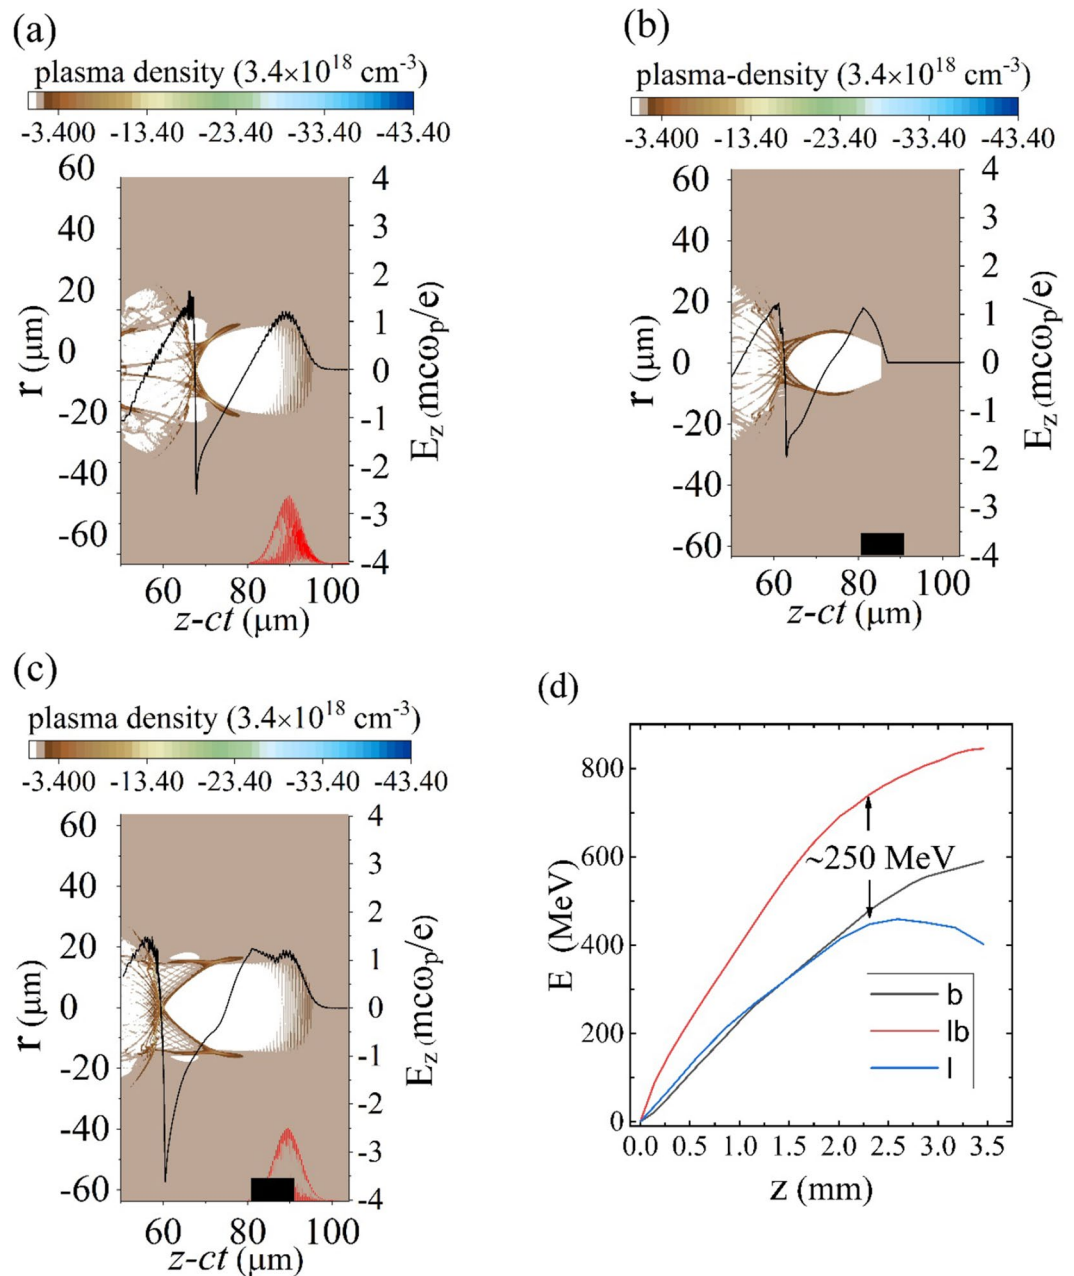 (a)
plasma density (3.4×10¹⁸ cm⁻³)
-3.400 -13.40 -23.40 -33.40 -43.40
60
40
20
0
-20
-40
-60
r (μm)
4
3
2
1
0
-1
-2
-3
-4
E_z (mcω_p/e)
60 80 100
z-ct (μm)
(b)
plasma-density (3.4×10¹⁸ cm⁻³)
-3.400 -13.40 -23.40 -33.40 -43.40
60
40
20
0
-20
-40
-60
r (μm)
4
3
2
1
0
-1
-2
-3
-4
E_z (mcω_p/e)
60 80 100
z-ct (μm)
(c)
plasma density (3.4×10¹⁸ cm⁻³)
-3.400 -13.40 -23.40 -33.40 -43.40
60
40
20
0
-20
-40
-60
r (μm)
4
3
2
1
0
-1
-2
-3
-4
E_z (mcω_p/e)
60 80 100
z-ct (μm)
(d)
800
600
400
200
0
E (MeV)
~250 MeV
b
lb
l
0.0 0.5 1.0 1.5 2.0 2.5 3.0 3.5
z (mm)